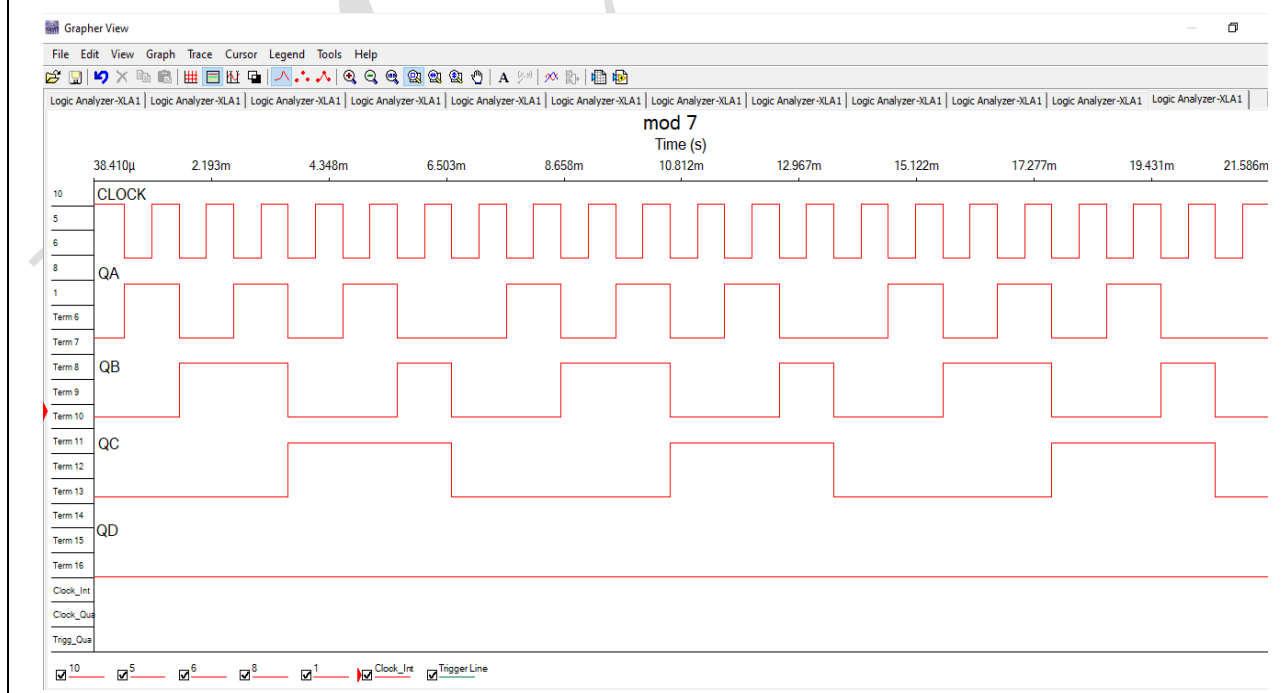 Grapher View
File Edit View Graph Trace Cursor Legend Tools Help
Logic Analyzer-XLA1 Logic Analyzer-XLA1 Logic Analyzer-XLA1 Logic Analyzer-XLA1 Logic Analyzer-XLA1 Logic Analyzer-XLA1 Logic Analyzer-XLA1 Logic Analyzer-XLA1 Logic Analyzer-XLA1 Logic Analyzer-XLA1 Logic Analyzer-XLA1 Logic Analyzer-XLA1
mod 7
Time (s)
38.410µ 2.193m 4.348m 6.503m 8.658m 10.812m 12.967m 15.122m 17.277m 19.431m 21.586m
10 CLOCK
5
6
8 QA
1
Term 6
Term 7
Term 8 QB
Term 9
Term 10
Term 11 QC
Term 12
Term 13
Term 14
QD
Term 15
Term 16
Clock_Int
Clock_Qua
Trigg_Qua
10 5 6 8 1 Clock_Int Trigger Line